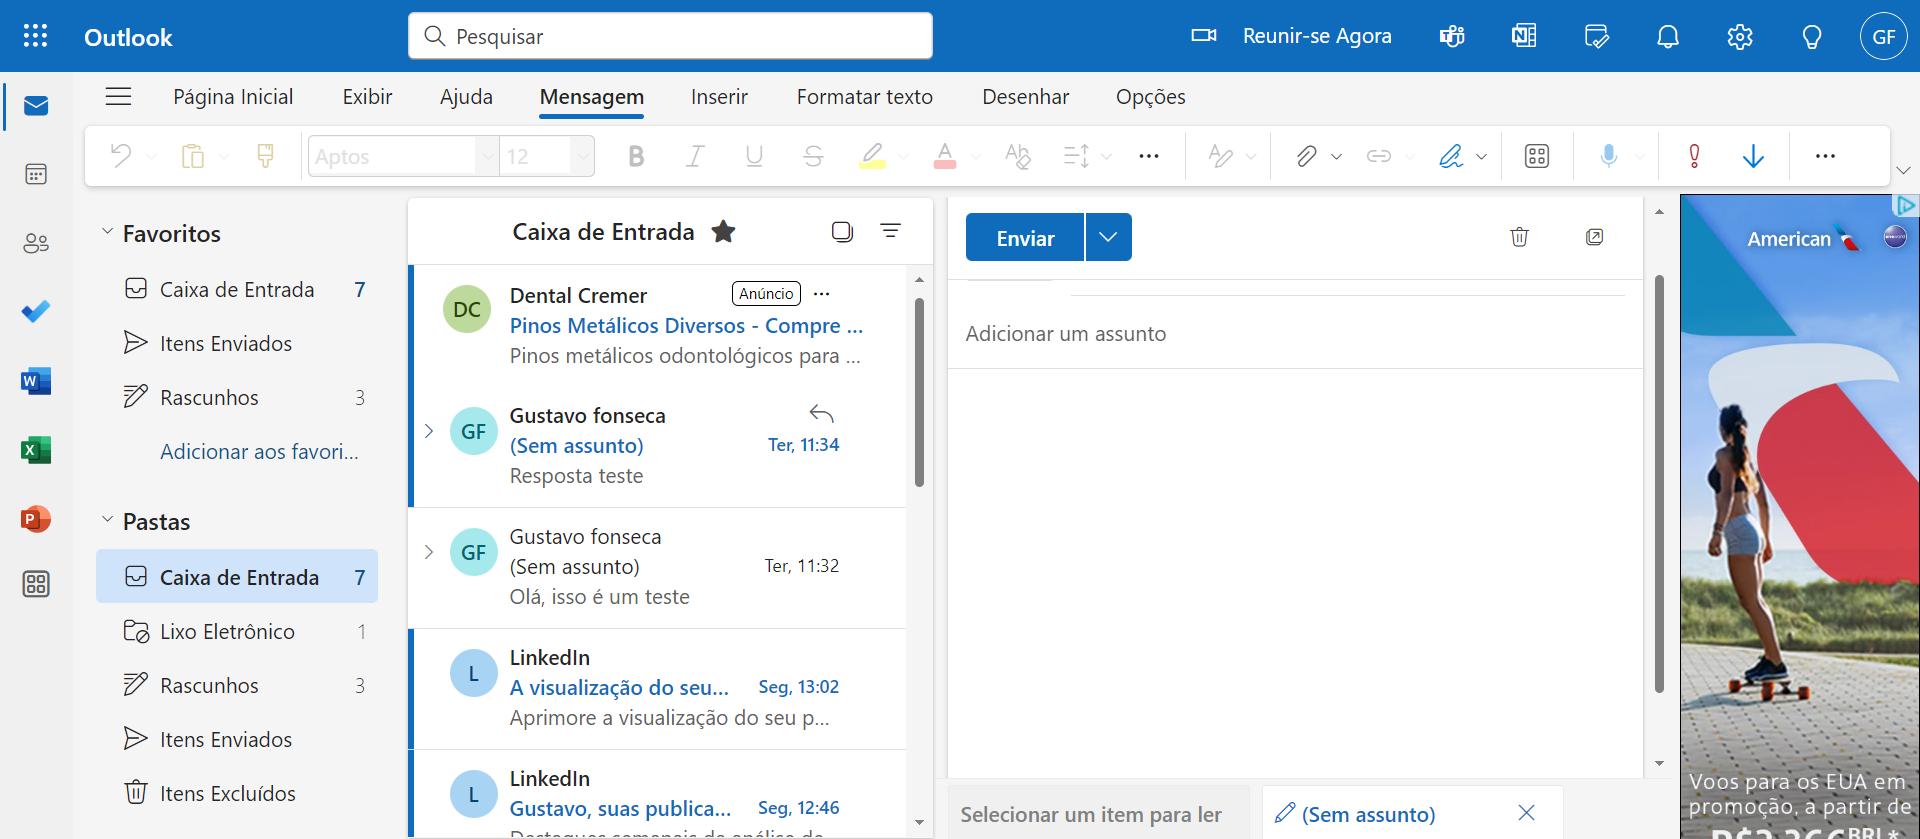 Outlook
Pesquisar
Reunir-se Agora
GF
Página Inicial
Exibir
Ajuda
Mensagem
Inserir
Formatar texto
Desenhar
Opções
Aptos
12
Favoritos
Caixa de Entrada 7
Itens Enviados
Rascunhos 3
Adicionar aos favori...
Pastas
Caixa de Entrada 7
Lixo Eletrônico 1
Rascunhos 3
Itens Enviados
Itens Excluídos
Caixa de Entrada
DC
Dental Cremer
Anúncio
Pinos Metálicos Diversos - Compre ...
Pinos metálicos odontológicos para ...
GF
Gustavo fonseca
(Sem assunto) Ter, 11:34
Resposta teste
GF
Gustavo fonseca
(Sem assunto) Ter, 11:32
Olá, isso é um teste
L
LinkedIn
A visualização do seu... Seg, 13:02
Aprimore a visualização do seu p...
L
LinkedIn
Gustavo, suas publica... Seg, 12:46
Destaques semanais de análise de
Enviar
Adicionar um assunto
Selecionar um item para ler
(Sem assunto)
American
Voos para os EUA em
promoção, a partir de